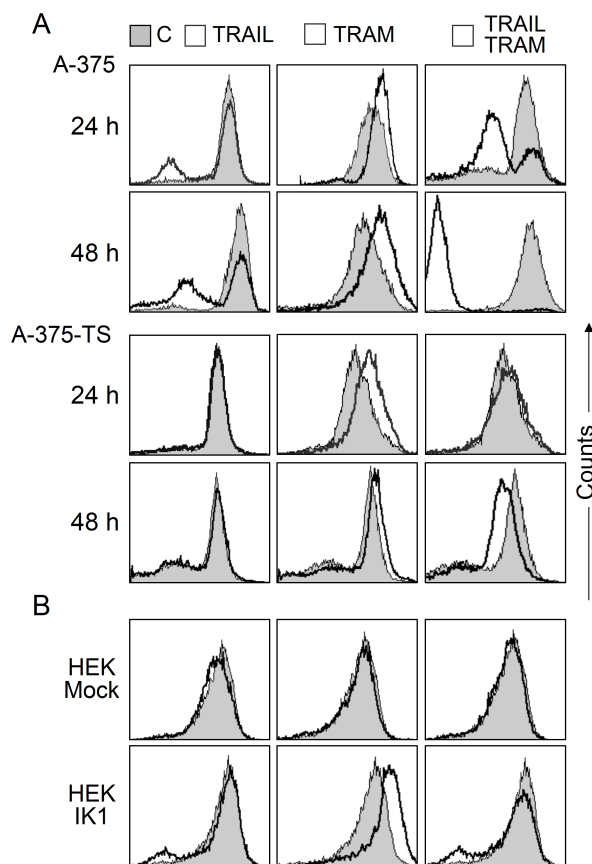 A
C TRAIL TRAM TRAIL
TRAM
A-375
24 h
48 h
A-375-TS
24 h
48 h
Counts
B
HEK
Mock
HEK
IK1